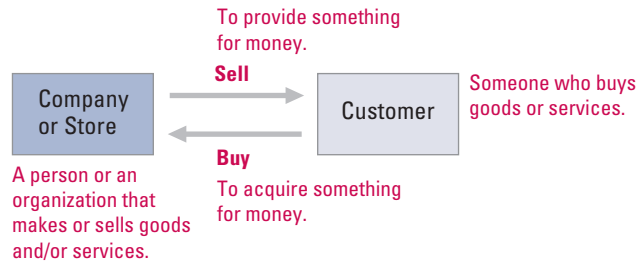 To provide something
for money.
Sell
Company
or Store
Customer
Someone who buys
goods or services.
Buy
To acquire something
for money.
A person or an
organization that
makes or sells goods
and/or services.